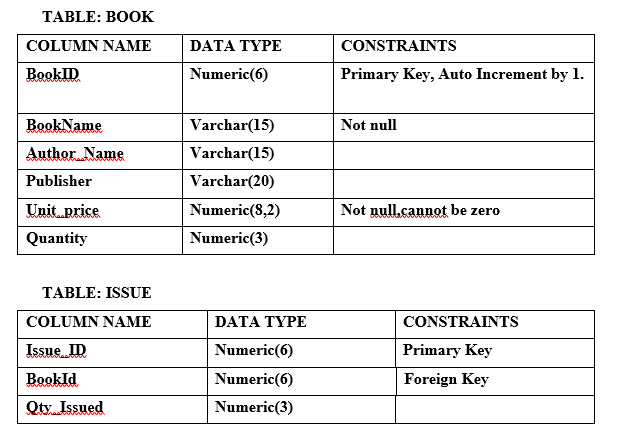 TABLE: BOOK
COLUMN NAME DATA TYPE CONSTRAINTS
BookID Numeric(6) Primary Key, Auto Increment by 1.
BookName Varchar(15) Not null
Author_Name Varchar(15)
Publisher Varchar(20)
Unit_price Numeric(8,2) Not null,cannot be zero
Quantity Numeric(3)
TABLE: ISSUE
COLUMN NAME DATA TYPE CONSTRAINTS
Issue_ID Numeric(6) Primary Key
BookId Numeric(6) Foreign Key
Qty_Issued Numeric(3)